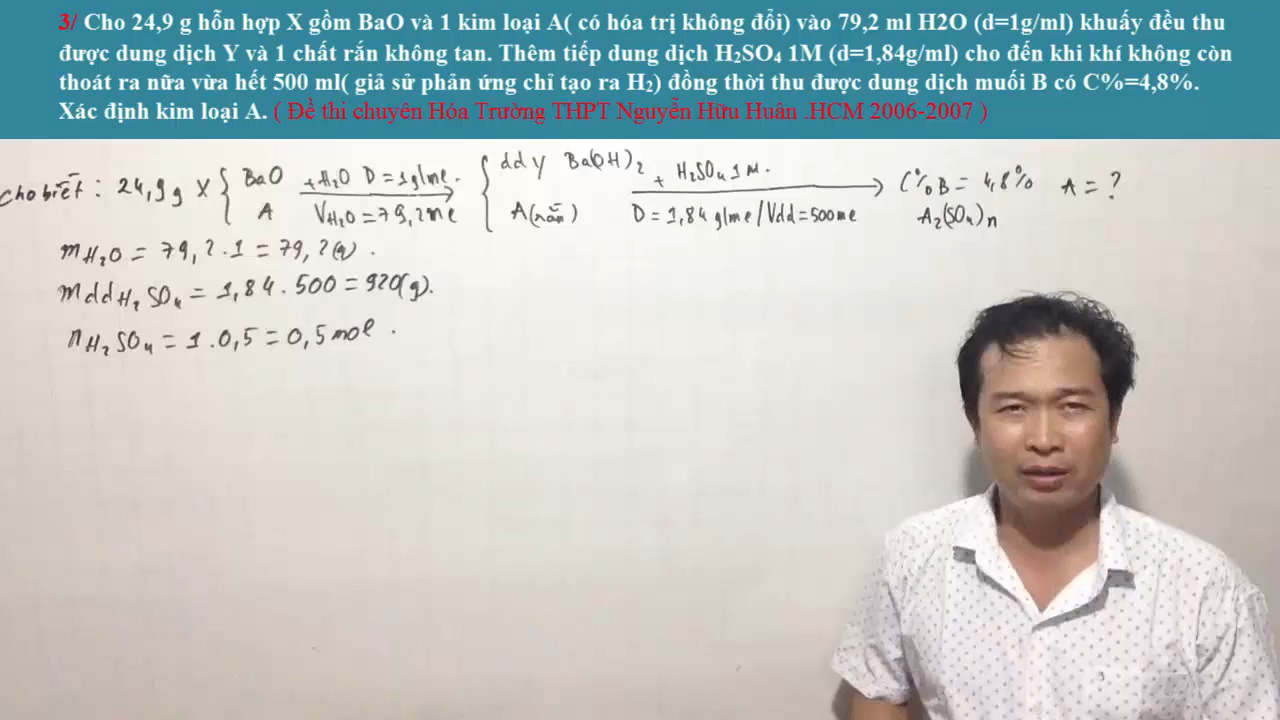 3/ Cho 24,9 g hỗn hợp X gồm BaO và 1 kim loại A( có hóa trị không đổi) vào 79,2 ml H2O (d=1g/ml) khuấy đều thu
được dung dịch Y và 1 chất rắn không tan. Thêm tiếp dung dịch H₂SO₄ 1M (d=1,84g/ml) cho đến khi khí không còn
thoát ra nữa vừa hết 500 ml( giả sử phản ứng chỉ tạo ra H₂) đồng thời thu được dung dịch muối B có C%=4,8%.
Xác định kim loại A. ( Đề thi chuyên Hóa Trường THPT Nguyễn Hữu Huân .HCM 2006-2007 )
Cho biết : 24,9g X { BaO +H₂O D = 1g/ml. { dd Y Ba(OH)₂ + H₂SO₄ 1M. C%B = 4,8% A = ?
A VH₂O = 79,2ml A(rắn) D = 1,84 g/ml / Vdd = 500ml A₂(SO₄)n
mH₂O = 79,2 . 1 = 79,2(g) .
mddH₂SO₄ = 1,84 . 500 = 920(g).
nH₂SO₄ = 1 . 0,5 = 0,5 mol .